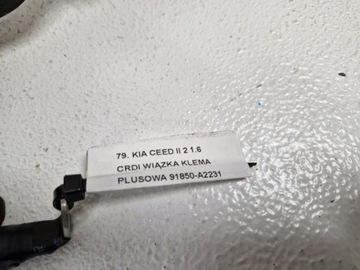 79. KIA CEED II 2 1.6
CRDI WIĄZKA KLEMA
PLUSOWA 91850-A2231